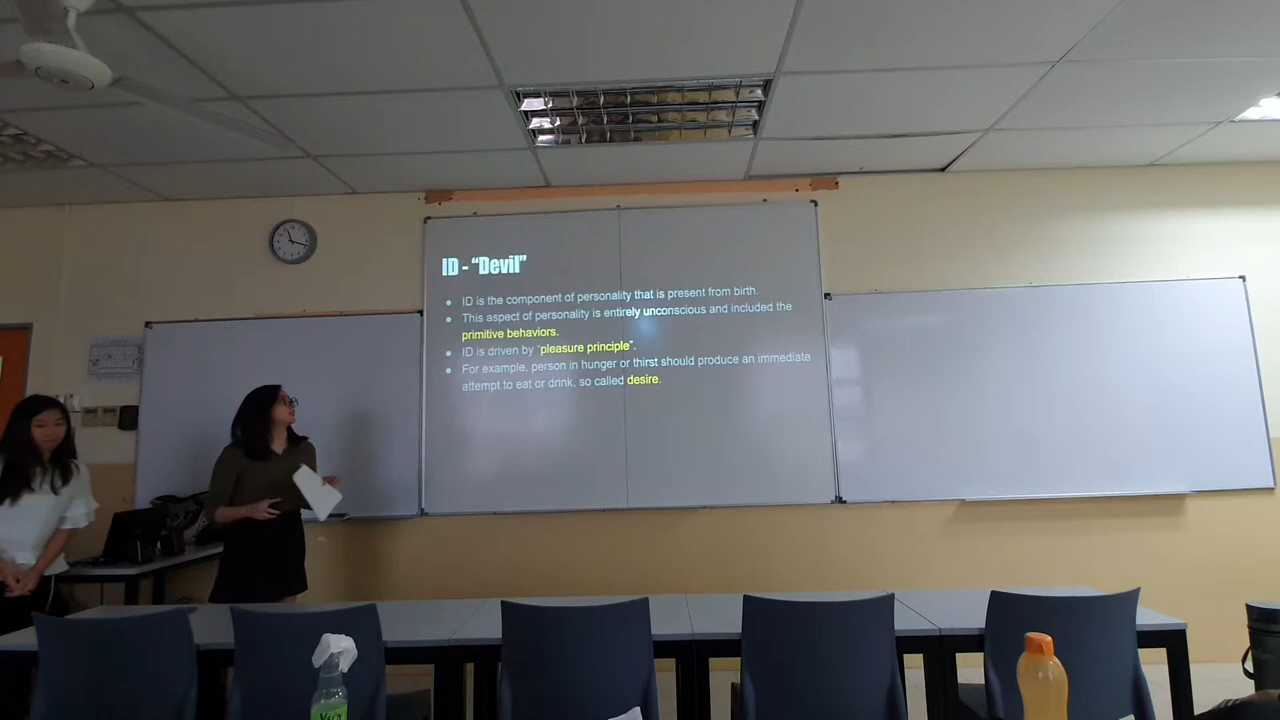 ID - “Devil”
● ID is the component of personality that is present from birth.
● This aspect of personality is entirely unconscious and included the
primitive behaviors.
● ID is driven by “pleasure principle”.
● For example, person in hunger or thirst should produce an immediate
attempt to eat or drink, so called desire.